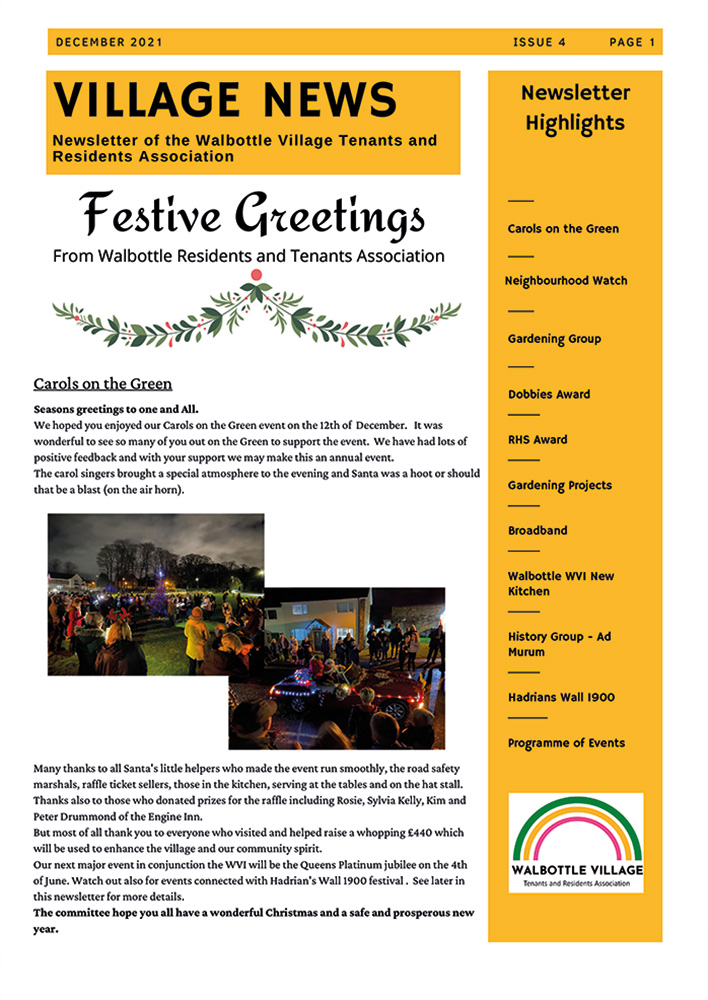 DECEMBER 2021
ISSUE 4
PAGE 1
VILLAGE NEWS
Newsletter of the Walbottle Village Tenants and
Residents Association
Festive Greetings
From Walbottle Residents and Tenants Association
Carols on the Green
Seasons greetings to one and All.
We hoped you enjoyed our Carols on the Green event on the 12th of December. It was
wonderful to see so many of you out on the Green to support the event. We have had lots of
positive feedback and with your support we may make this an annual event.
The carol singers brought a special atmosphere to the evening and Santa was a hoot or should
that be a blast (on the air horn).
Many thanks to all Santa's little helpers who made the event run smoothly, the road safety
marshals, raffle ticket sellers, those in the kitchen, serving at the tables and on the hat stall.
Thanks also to those who donated prizes for the raffle including Rosie, Sylvia Kelly, Kim and
Peter Drummond of the Engine Inn.
But most of all thank you to everyone who visited and helped raise a whopping £440 which
will be used to enhance the village and our community spirit.
Our next major event in conjunction the WVI will be the Queens Platinum jubilee on the 4th
of June. Watch out also for events connected with Hadrian's Wall 1900 festival . See later in
this newsletter for more details.
The committee hope you all have a wonderful Christmas and a safe and prosperous new
year.
Newsletter
Highlights
Carols on the Green
Neighbourhood Watch
Gardening Group
Dobbies Award
RHS Award
Gardening Projects
Broadband
Walbottle WVI New
Kitchen
History Group - Ad
Murum
Hadrians Wall 1900
Programme of Events
WALBOTTLE VILLAGE
Tenants and Residents Association